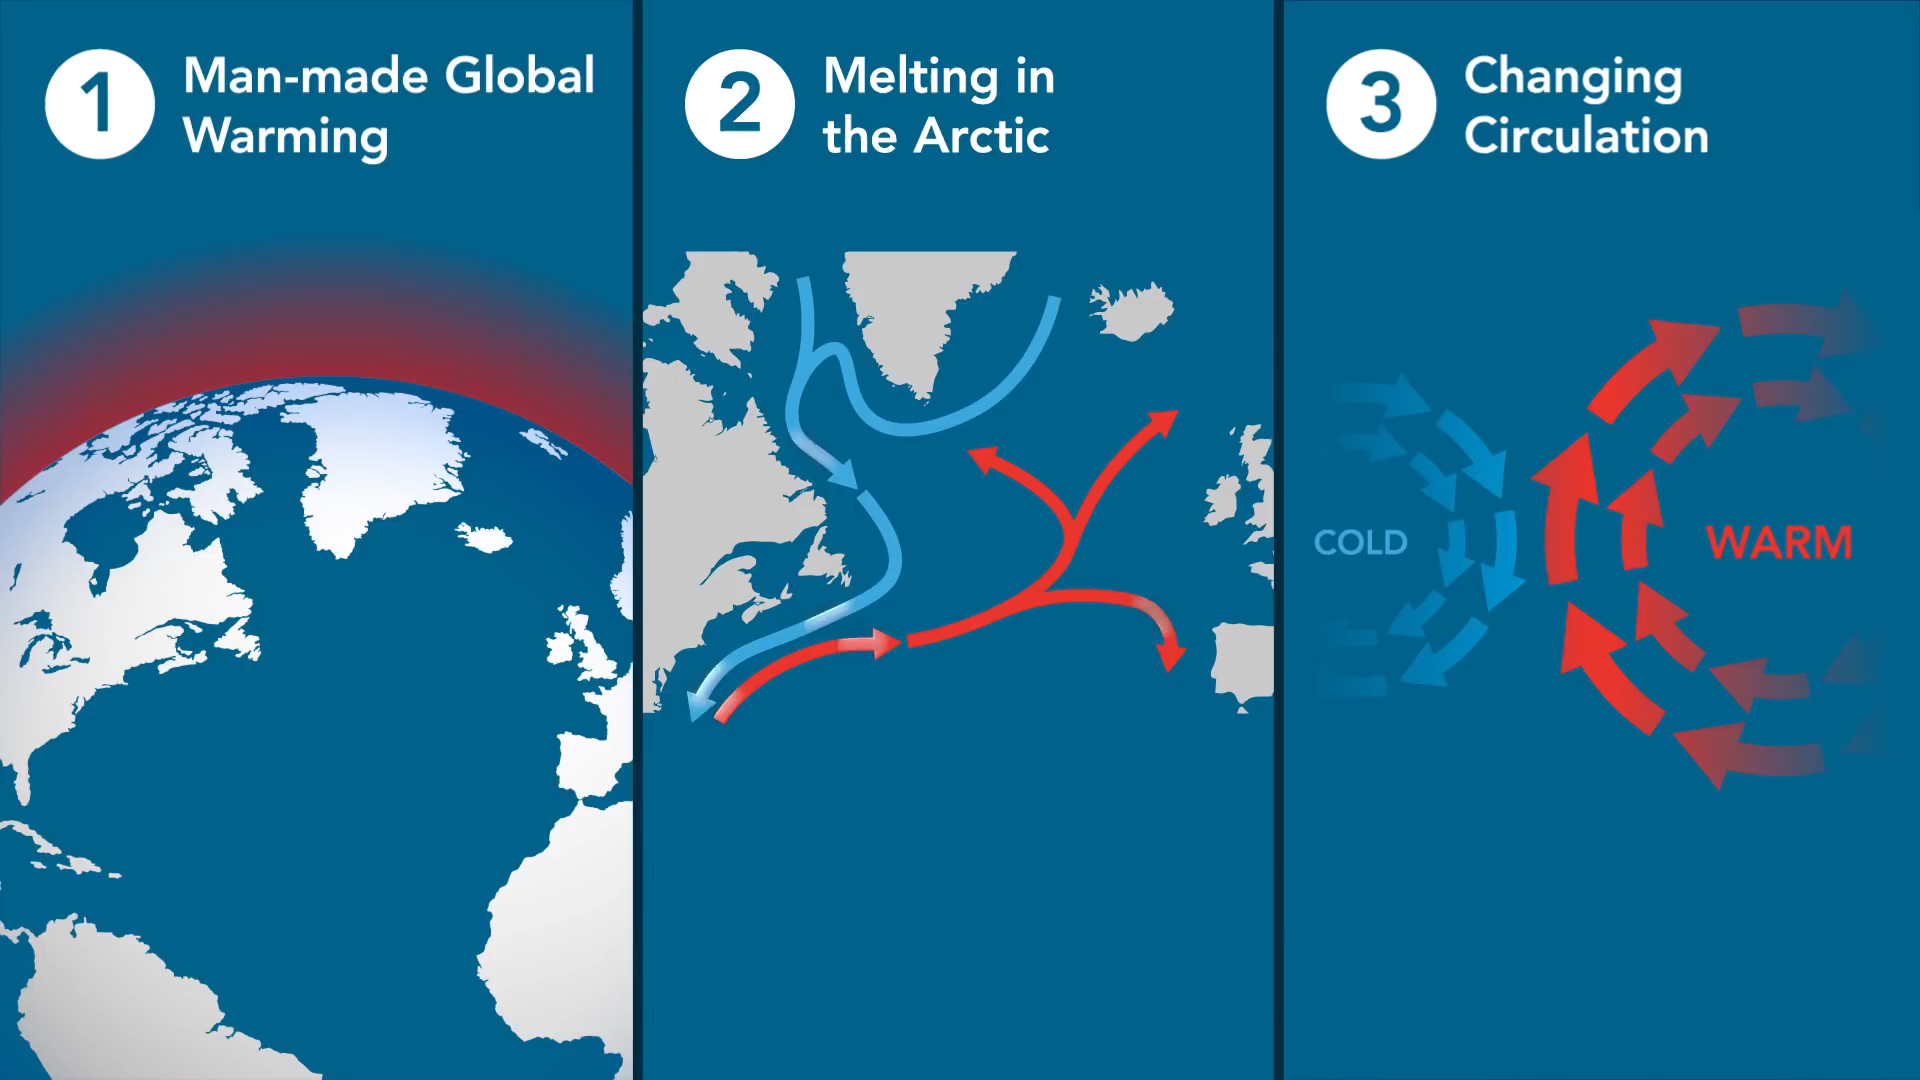 1
Man-made Global
Warming
2
Melting in
the Arctic
3
Changing
Circulation
COLD
WARM